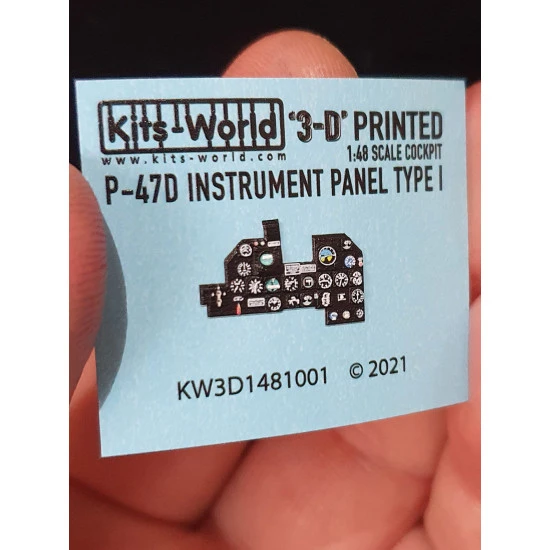 Kits-World '3-D' PRINTED
www.kits-world.com 1:48 SCALE COCKPIT
P-47D INSTRUMENT PANEL TYPE I
KW3D1481001 © 2021